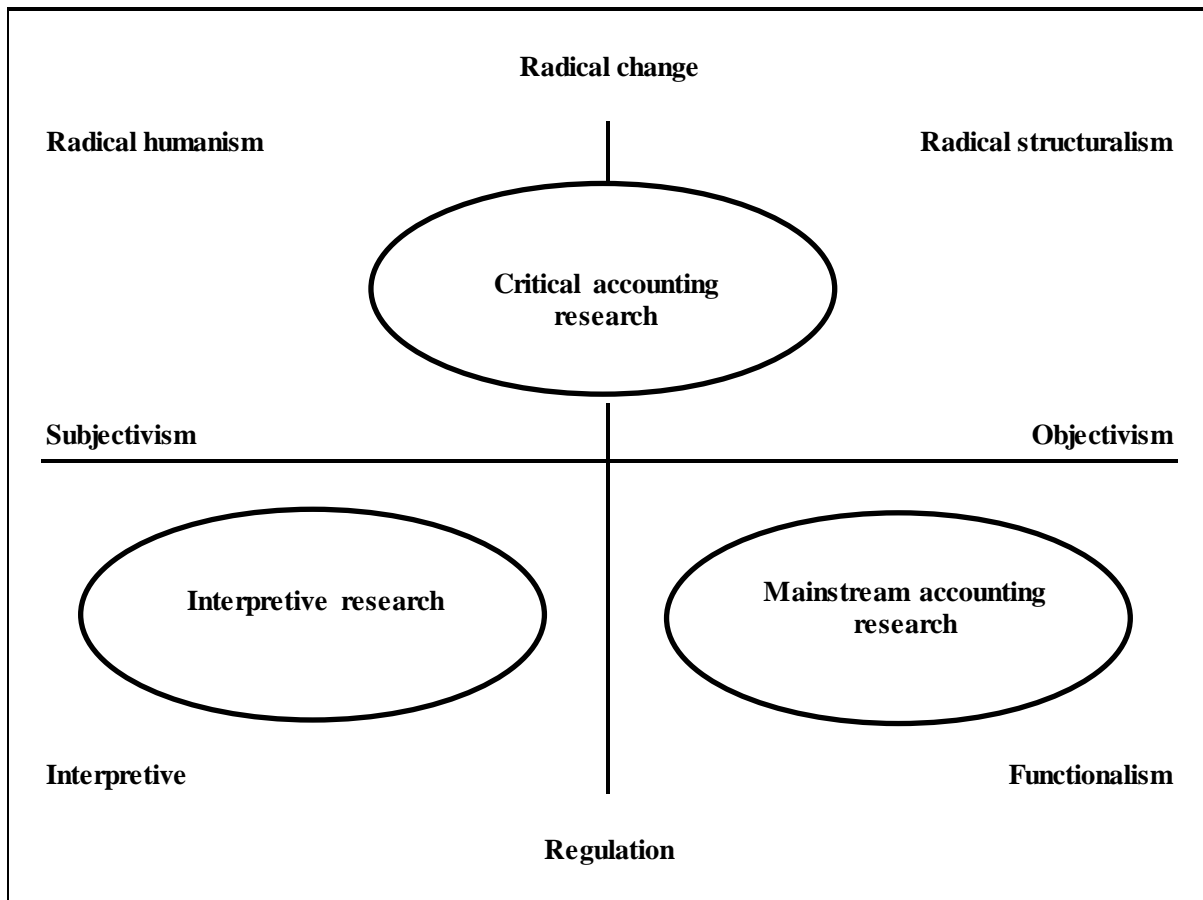 Radical change
Radical humanism
Radical structuralism
Critical accounting
research
Subjectivism
Objectivism
Interpretive research
Mainstream accounting
research
Interpretive
Functionalism
Regulation